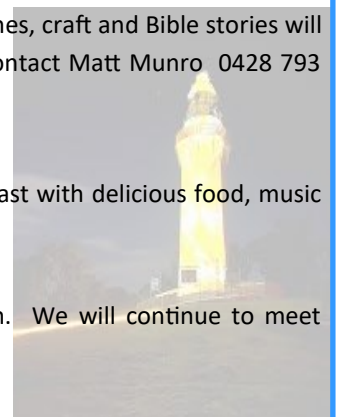 nes, craft and Bible stories will
ontact Matt Munro 0428 793
ast with delicious food, music
n. We will continue to meet